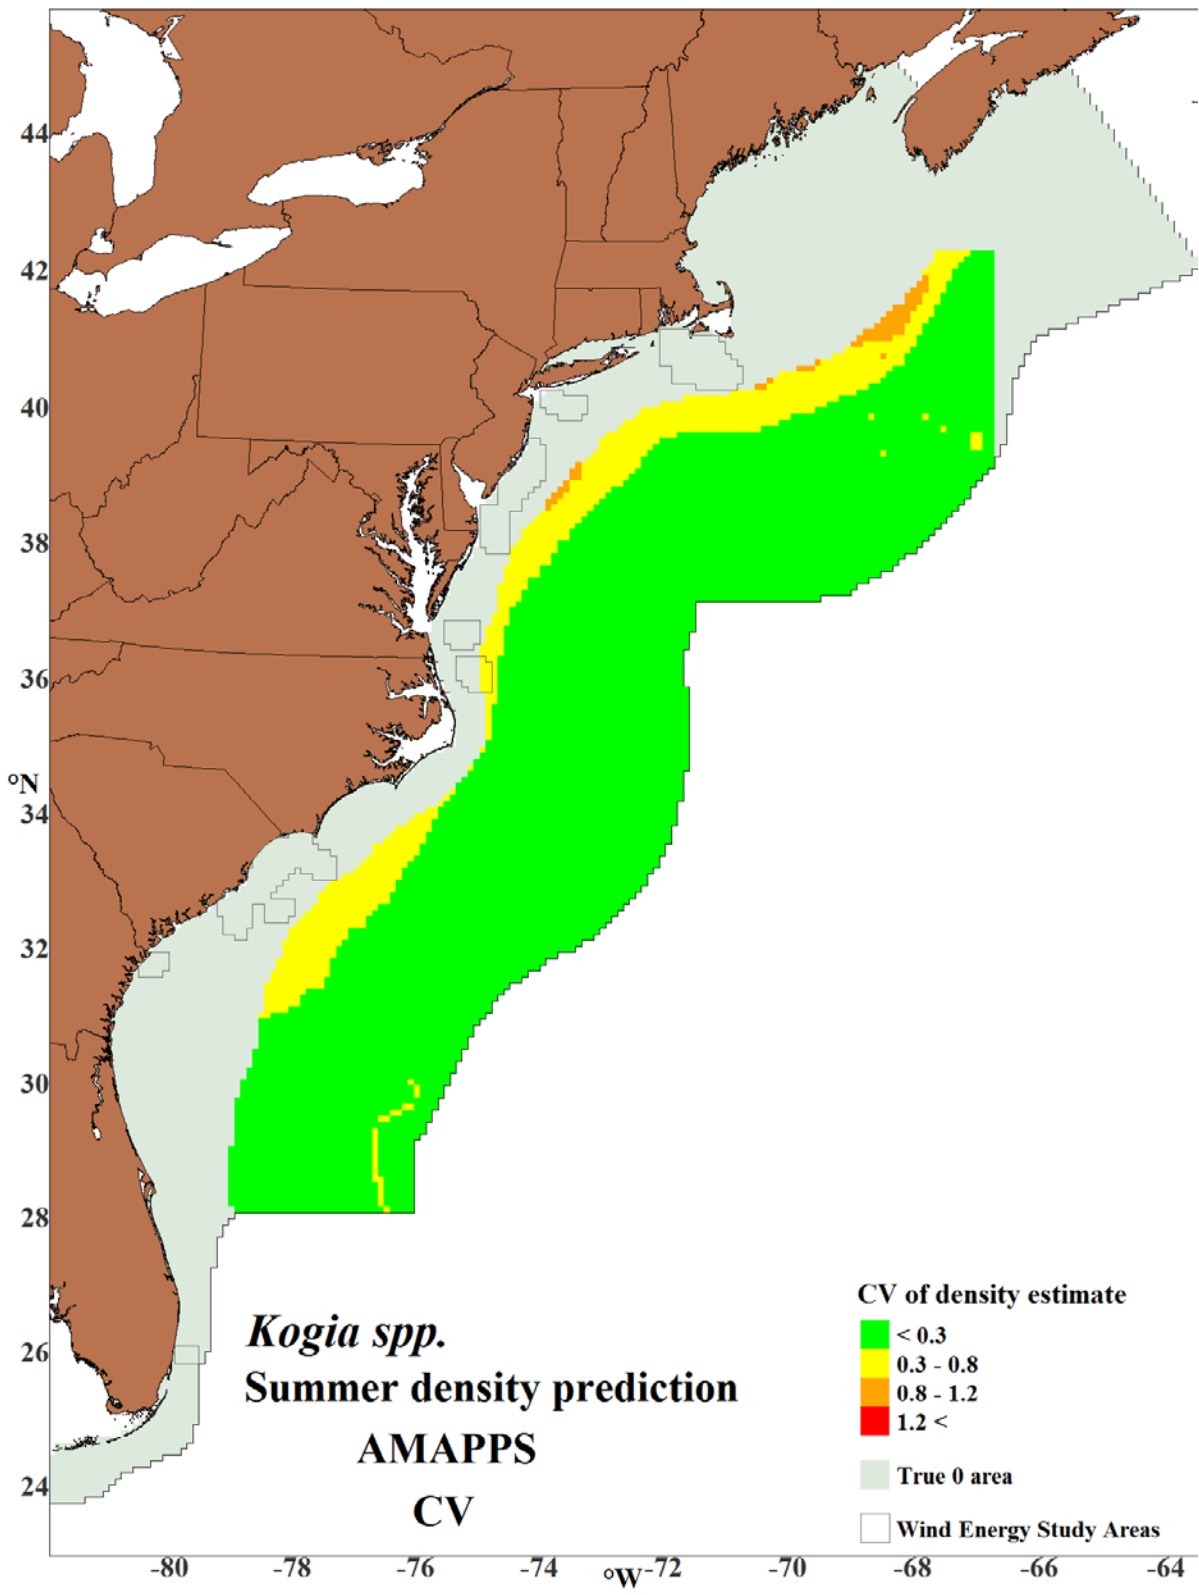 44
42
40
38
36
°N
34
32
30
28
26
24
Kogia spp.
Summer density prediction
AMAPPS
CV
CV of density estimate
< 0.3
0.3 - 0.8
0.8 - 1.2
1.2 <
True 0 area
Wind Energy Study Areas
-80 -78 -76 -74 -72 -70 -68 -66 -64
°W